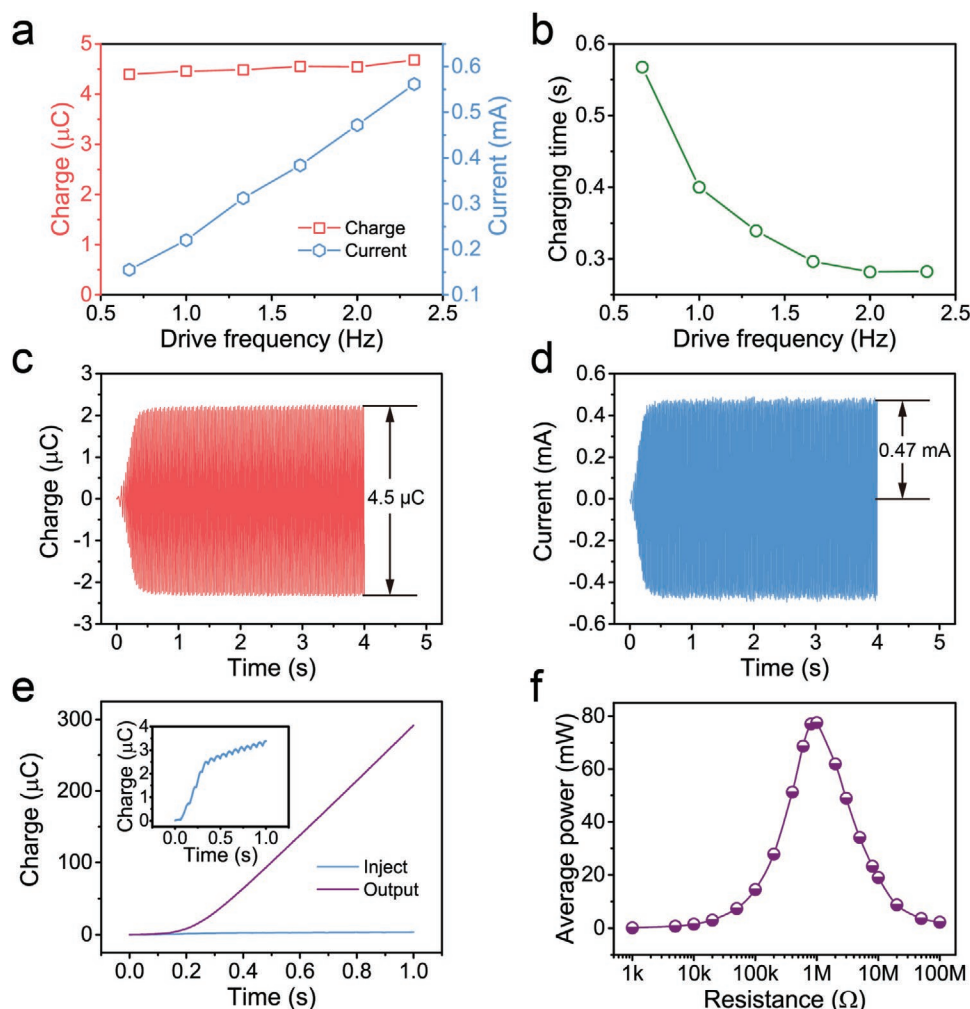 a
5
4
3
2
1
0
Charge (μC)
0.6
0.5
0.4
0.3
0.2
0.1
Current (mA)
Charge
Current
0.5 1.0 1.5 2.0 2.5
Drive frequency (Hz)
b
0.6
0.5
0.4
0.3
Charging time (s)
0.5 1.0 1.5 2.0 2.5
Drive frequency (Hz)
c
3
2
1
0
-1
-2
-3
Charge (μC)
4.5 μC
0 1 2 3 4 5
Time (s)
d
0.6
0.4
0.2
0.0
-0.2
-0.4
-0.6
Current (mA)
0.47 mA
0 1 2 3 4 5
Time (s)
e
300
200
100
0
Charge (μC)
4
3
2
1
0
Charge (μC)
0.0 0.5 1.0
Time (s)
Inject
Output
0.0 0.2 0.4 0.6 0.8 1.0
Time (s)
f
80
60
40
20
0
Average power (mW)
1k 10k 100k 1M 10M 100M
Resistance (Ω)